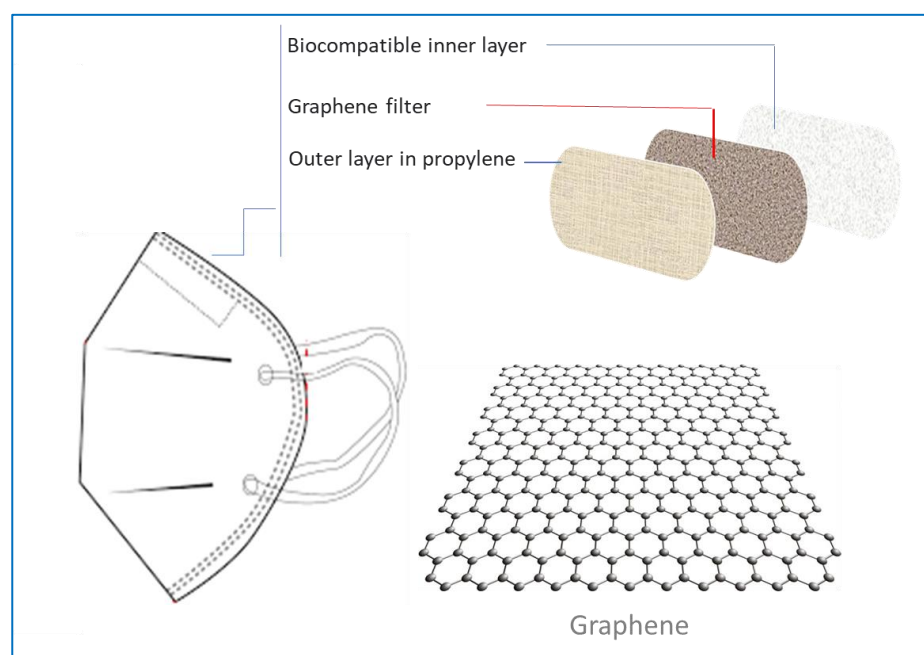 Biocompatible inner layer
Graphene filter
Outer layer in propylene
Graphene